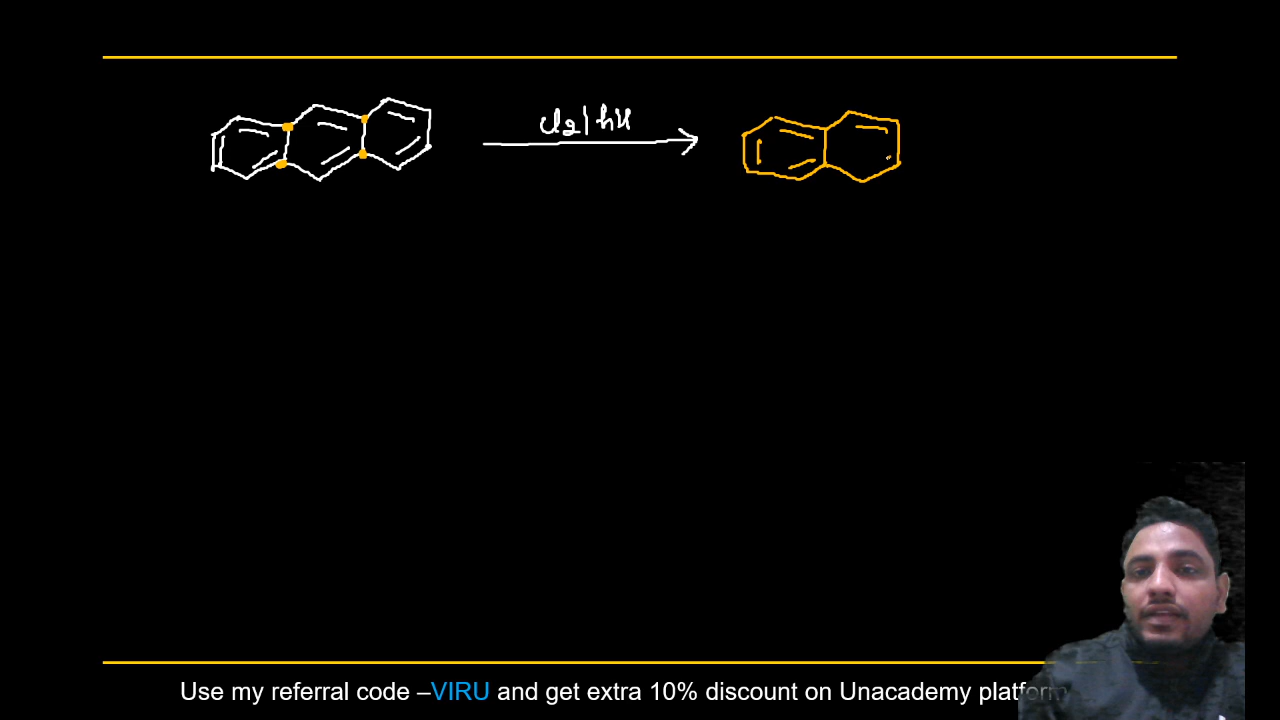 Cl2/hν
Use my referral code –VIRU and get extra 10% discount on Unacademy platform